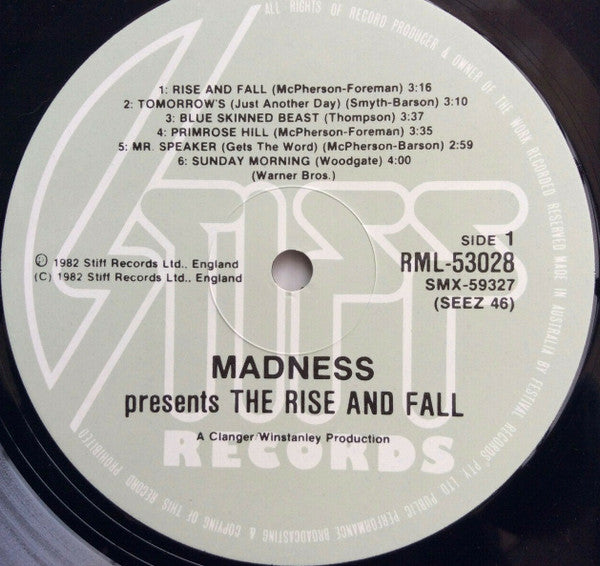 ALL RIGHTS OF RECORD PRODUCER & OWNER OF THE WORK RECORDED RESERVED MADE IN AUSTRALIA BY FESTIVAL RECORDS PTY LTD PUBLIC PERFORMANCE BROADCASTING & COPYING OF THIS RECORD PROHIBITED
1: RISE AND FALL (McPherson-Foreman) 3:16
2: TOMORROW'S (Just Another Day) (Smyth-Barson) 3:10
3: BLUE SKINNED BEAST (Thompson) 3:37
4: PRIMROSE HILL (McPherson-Foreman) 3:35
5: MR. SPEAKER (Gets The Word) (McPherson-Barson) 2:59
6: SUNDAY MORNING (Woodgate) 4:00
(Warner Bros.)
STIFF
SIDE 1
RML-53028
SMX-59327
(SEEZ 46)
℗ 1982 Stiff Records Ltd., England
(C) 1982 Stiff Records Ltd., England
MADNESS
presents THE RISE AND FALL
A Clanger/Winstanley Production
RECORDS